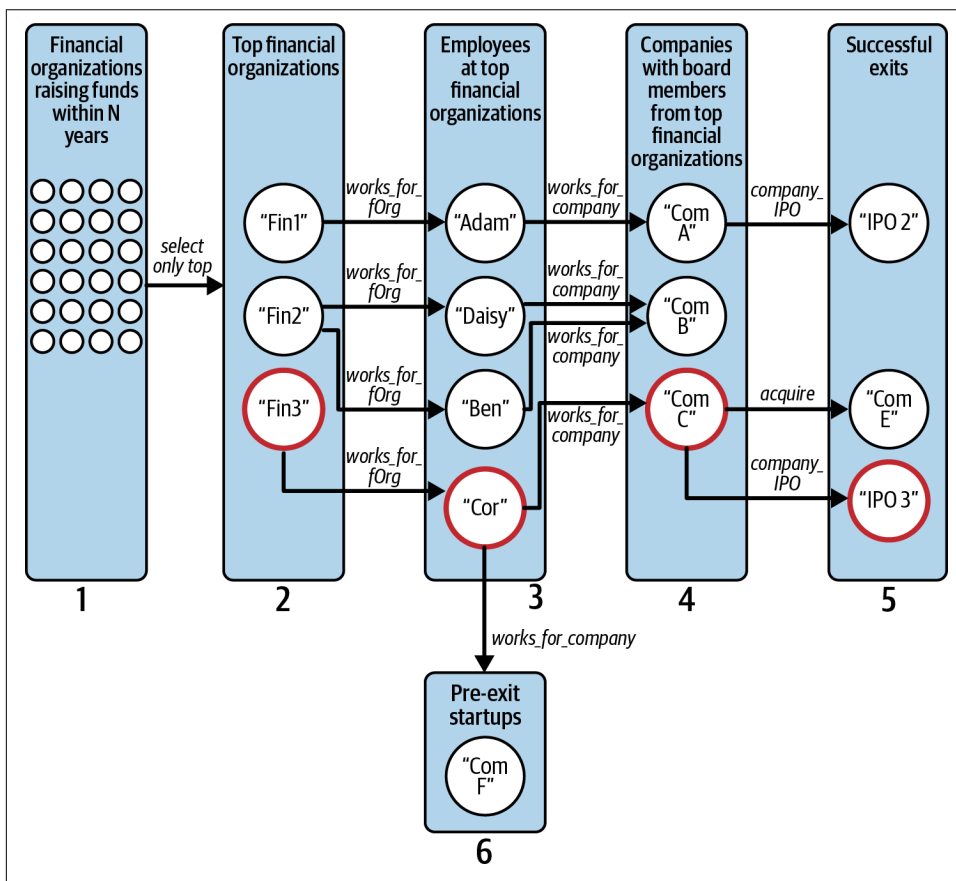 Financial
organizations
raising funds
within N
years
Top financial
organizations
Employees
at top
financial
organizations
Companies
with board
members
from top
financial
organizations
Successful
exits
select
only top
“Fin1”
works_for_
fOrg
“Adam”
works_for_
company
“Com
A”
company_
IPO
“IPO 2”
“Fin2”
works_for_
fOrg
“Daisy”
works_for_
company
“Com
B”
works_for_
company
“Fin3”
works_for_
fOrg
“Ben”
works_for_
company
“Com
C”
acquire
“Com
E”
works_for_
fOrg
“Cor”
company_
IPO
“IPO 3”
1
2
3
4
5
works_for_company
Pre-exit
startups
“Com
F”
6